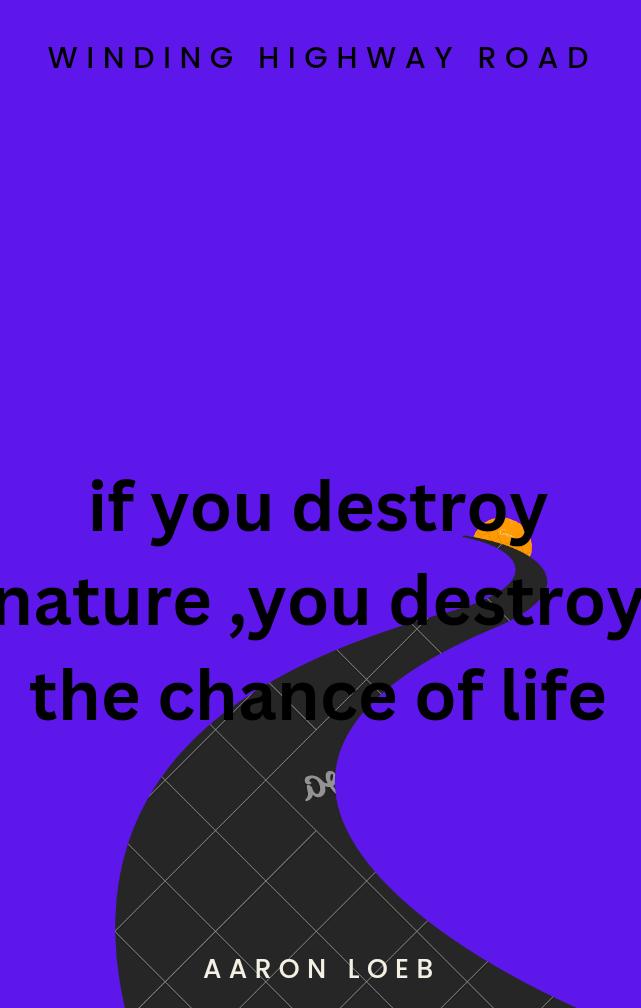 WINDING HIGHWAY ROAD
if you destroy
nature ,you destroy
the chance of life
AARON LOEB